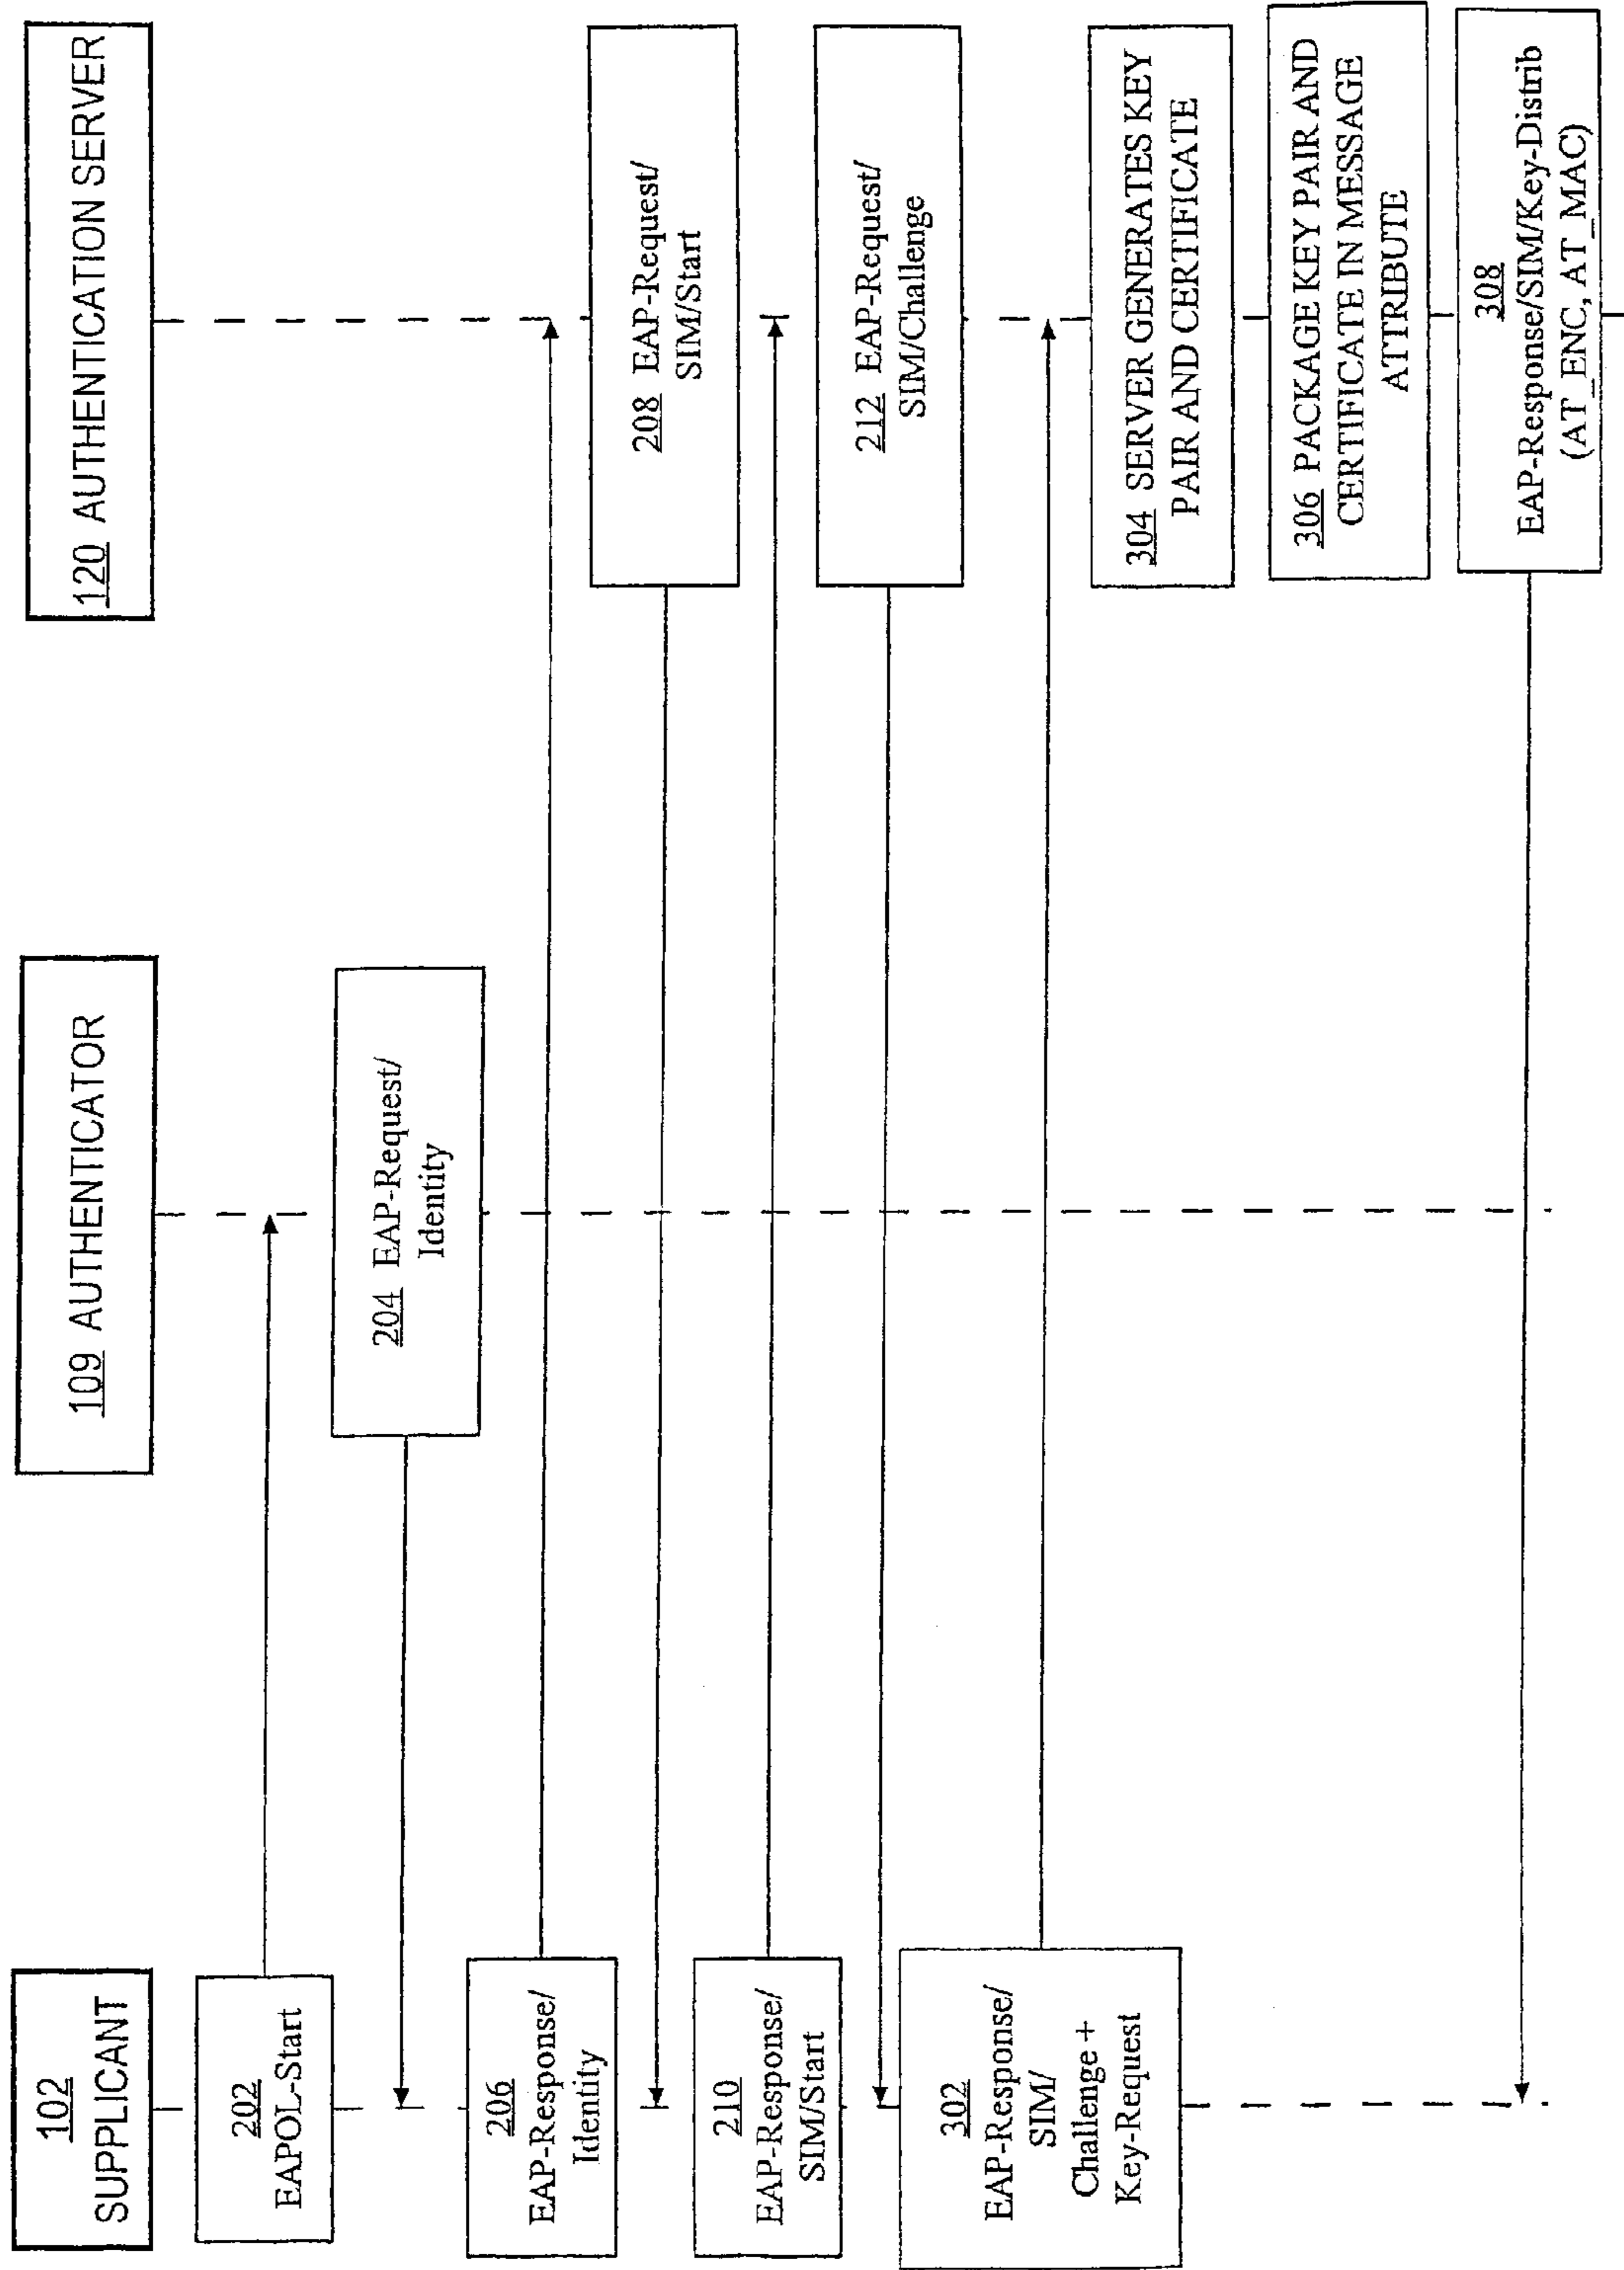 102
SUPPLICANT
109 AUTHENTICATOR
120 AUTHENTICATION SERVER
202
EAPOL-Start
204 EAP-Request/
Identity
206
EAP-Response/
Identity
208 EAP-Request/
SIM/Start
210
EAP-Response/
SIM/Start
212 EAP-Request/
SIM/Challenge
302
EAP-Response/
SIM/
Challenge +
Key-Request
304 SERVER GENERATES KEY
PAIR AND CERTIFICATE
306 PACKAGE KEY PAIR AND
CERTIFICATE IN MESSAGE
ATTRIBUTE
308
EAP-Response/SIM/Key-Distrib
(AT_ENC, AT_MAC)